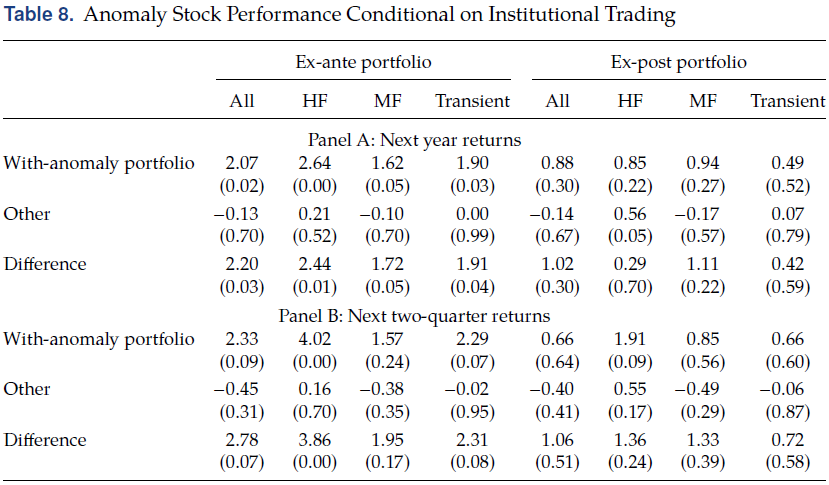 Table 8. Anomaly Stock Performance Conditional on Institutional Trading
Ex-ante portfolio Ex-post portfolio
All HF MF Transient All HF MF Transient
Panel A: Next year returns
With-anomaly portfolio 2.07 2.64 1.62 1.90 0.88 0.85 0.94 0.49
(0.02) (0.00) (0.05) (0.03) (0.30) (0.22) (0.27) (0.52)
Other −0.13 0.21 −0.10 0.00 −0.14 0.56 −0.17 0.07
(0.70) (0.52) (0.70) (0.99) (0.67) (0.05) (0.57) (0.79)
Difference 2.20 2.44 1.72 1.91 1.02 0.29 1.11 0.42
(0.03) (0.01) (0.05) (0.04) (0.30) (0.70) (0.22) (0.59)
Panel B: Next two-quarter returns
With-anomaly portfolio 2.33 4.02 1.57 2.29 0.66 1.91 0.85 0.66
(0.09) (0.00) (0.24) (0.07) (0.64) (0.09) (0.56) (0.60)
Other −0.45 0.16 −0.38 −0.02 −0.40 0.55 −0.49 −0.06
(0.31) (0.70) (0.35) (0.95) (0.41) (0.17) (0.29) (0.87)
Difference 2.78 3.86 1.95 2.31 1.06 1.36 1.33 0.72
(0.07) (0.00) (0.17) (0.08) (0.51) (0.24) (0.39) (0.58)